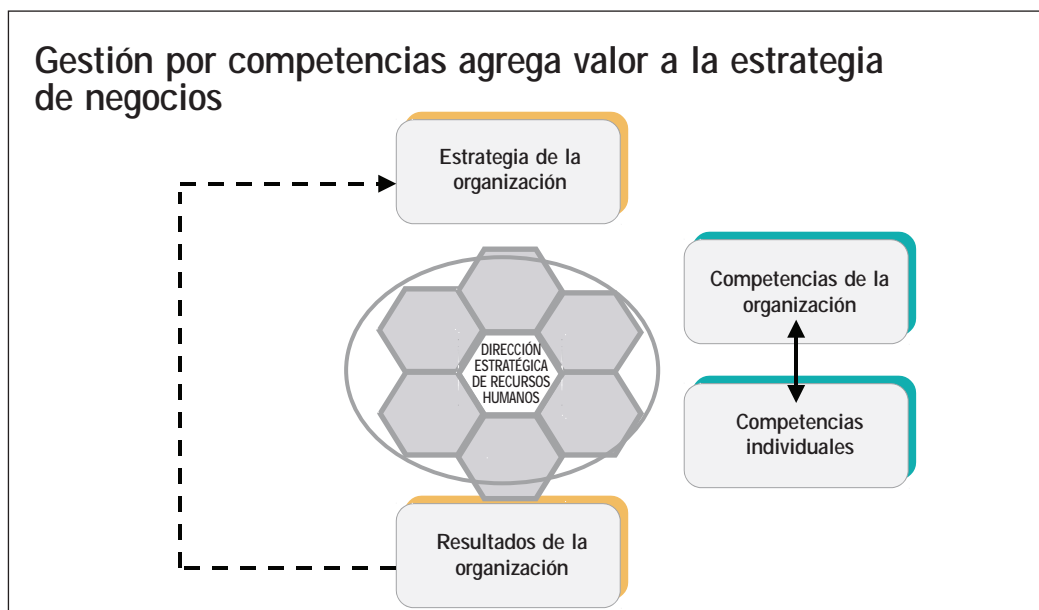 Gestión por competencias agrega valor a la estrategia
de negocios
Estrategia de la
organización
Competencias de la
organización
DIRECCIÓN
ESTRATÉGICA
DE RECURSOS
HUMANOS
Competencias
individuales
Resultados de la
organización